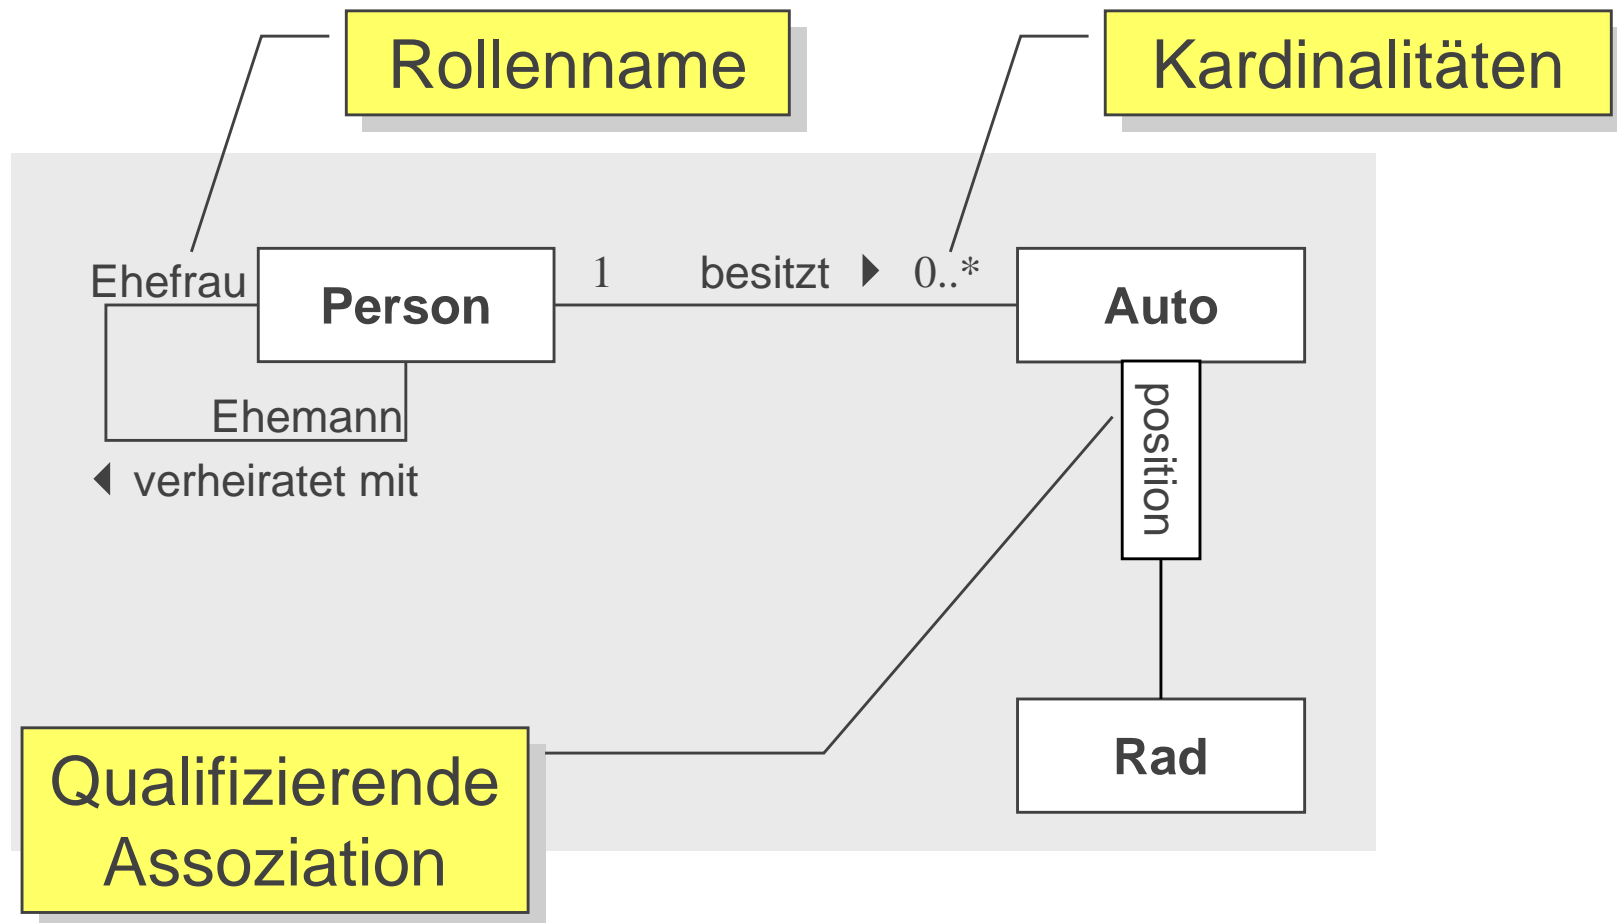 Rollenname
Kardinalitäten
Ehefrau
Person
1
besitzt
0..*
Auto
Ehemann
verheiratet mit
position
Rad
Qualifizierende
Assoziation